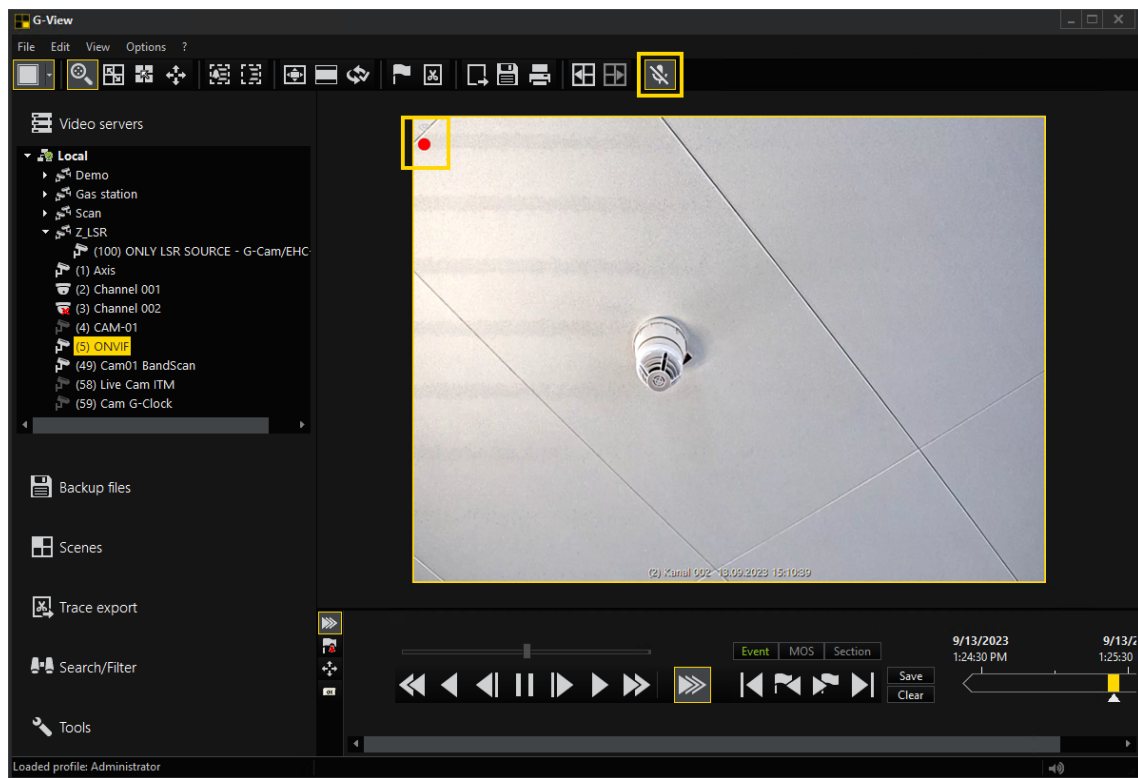 G-View
File Edit View Options ?
Video servers
Local
Demo
Gas station
Scan
Z_LSR
(100) ONLY LSR SOURCE - G-Cam/EHC-
(1) Axis
(2) Channel 001
(3) Channel 002
(4) CAM-01
(5) ONVIF
(49) Cam01 BandScan
(58) Live Cam ITM
(59) Cam G-Clock
Backup files
Scenes
Trace export
Search/Filter
Tools
(2) Kanal 002 13.09.2023 15:10:39
Event MOS Section
Save
Clear
9/13/2023 9/13/2
1:24:30 PM 1:25:30
Loaded profile: Administrator